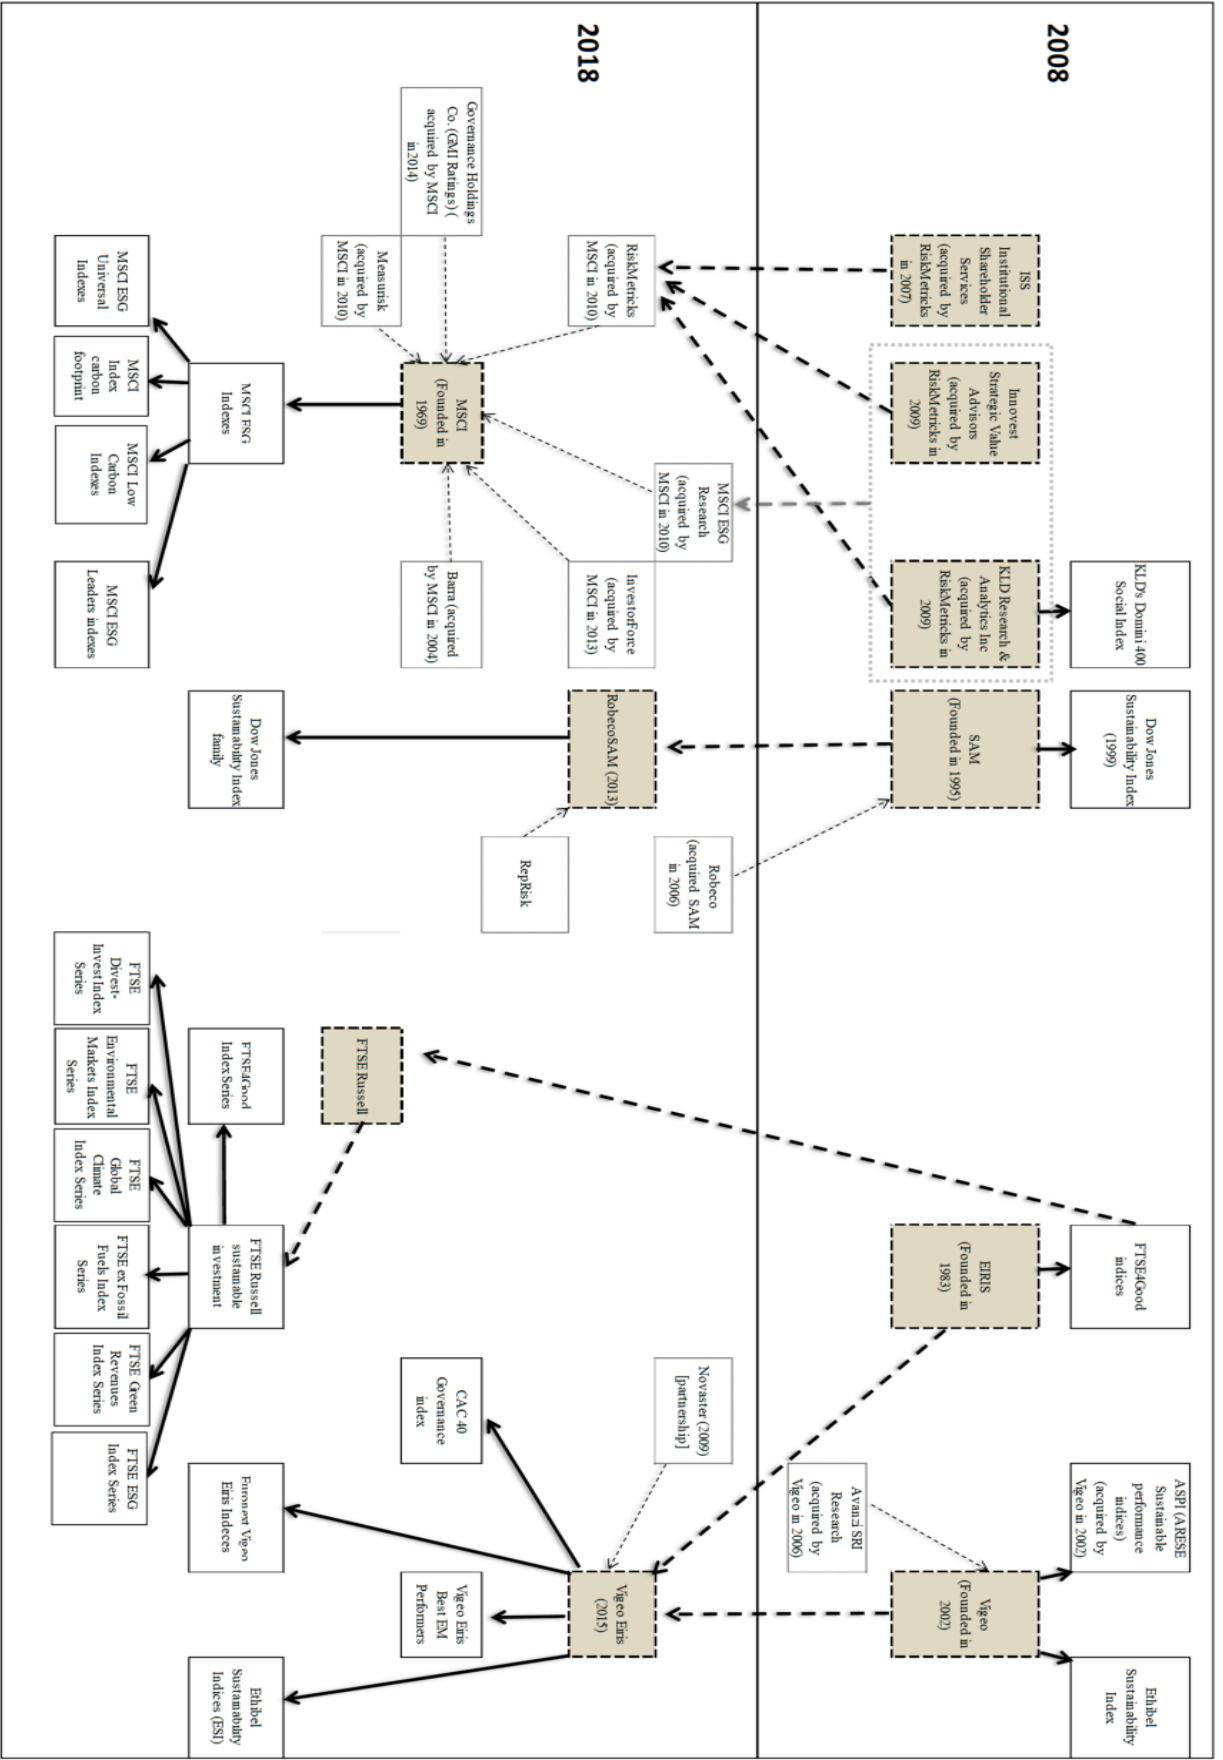 2008
KLD's Domini 400
Social Index
Dow Jones
Sustainability Index
(1999)
FTSE4Good
indices
ASPI (ARESE
Sustainable
performance
indices)
(acquired by
Vigeo in 2002)
Ethibel
Sustainability
Index
ISS
Institutional
Shareholder
Services
(acquired by
RiskMetricks
in 2007)
Innovest
Strategic Value
Advisors
(acquired by
RiskMetricks in
2009)
KLD Research &
Analytics Inc
(acquired by
RiskMetricks in
2009)
SAM
(Founded in 1995)
EIRIS
(Founded in
1983)
Vigeo
(Founded in
2002)
Avanzi SRI
Research
(acquired by
Vigeo in 2006)
2018
MSCI ESG
Research
(acquired by
MSCI in 2010)
Robeco
(acquired SAM
in 2006)
Novaster (2009)
[partnership]
RiskMetricks
(acquired by
MSCI in 2010)
InvestorForce
(acquired by
MSCI in 2013)
RobecoSAM (2013)
Vigeo Eiris
(2015)
Governance Holdings
Co. (GMI Ratings) (
acquired by MSCI
in2014)
MSCI
(Founded in
1969)
Barra (acquired
by MSCI in 2004)
RepRisk
CAC 40
Governance
index
Vigeo Eiris
Best EM
Performers
Measurisk
(acquired by
MSCI in 2010)
FTSE Russell
MSCI ESG
Indexes
Dow Jones
Sustainability Index
family
FTSE4Good
Index Series
FTSE Russell
sustainable
investment
Euronext Vigeo
Eiris Indeces
Ethibel
Sustainability
Indices (ESI)
MSCI ESG
Universal
Indexes
MSCI
Index
carbon
footprint
MSCI Low
Carbon
Indexes
MSCI ESG
Leaders indexes
FTSE
Divest-
Invest Index
Series
FTSE
Environmental
Markets Index
Series
FTSE
Global
Climate
Index Series
FTSE ex Fossil
Fuels Index
Series
FTSE Green
Revenues
Index Series
FTSE ESG
Index Series